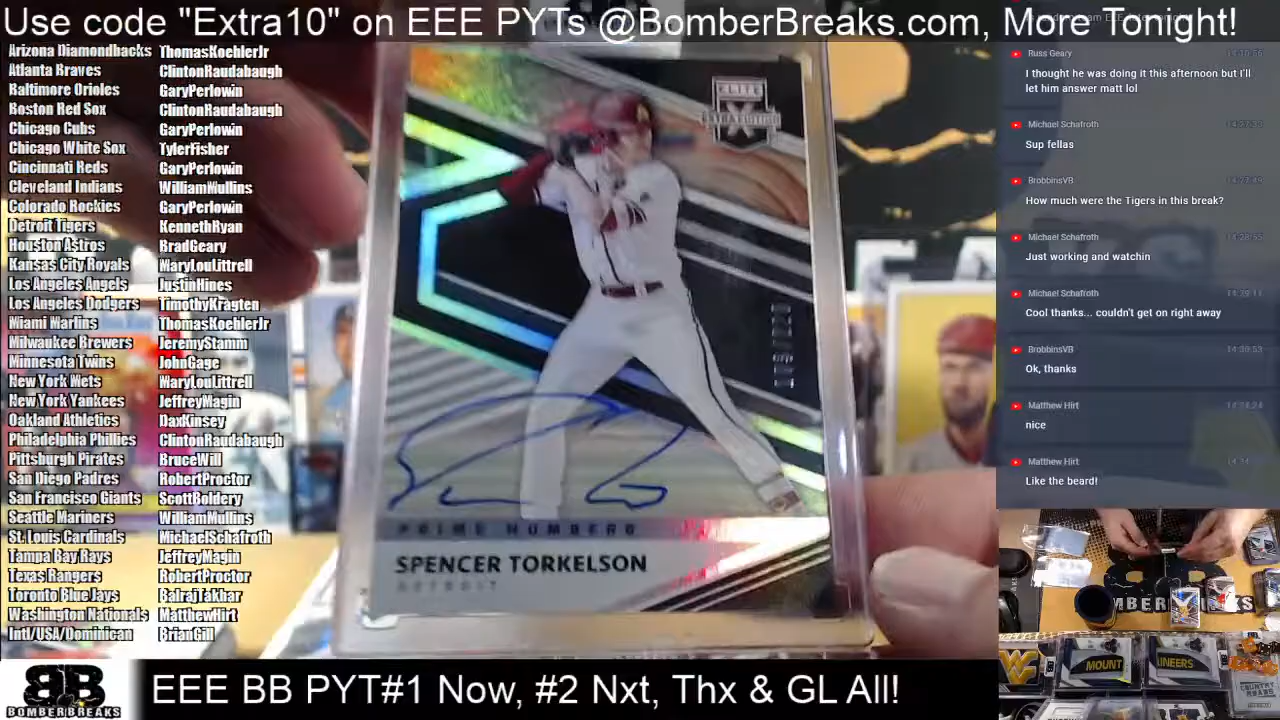 Use code "Extra10" on EEE PYTs @BomberBreaks.com, More Tonight!
Arizona Diamondbacks ThomasKoehlerJr
Atlanta Braves ClintonRaudabaugh
Baltimore Orioles GaryPerlowin
Boston Red Sox ClintonRaudabaugh
Chicago Cubs GaryPerlowin
Chicago White Sox TylerFisher
Cincinnati Reds GaryPerlowin
Cleveland Indians WilliamMullins
Colorado Rockies GaryPerlowin
Detroit Tigers KennethRyan
Houston Astros BradGeary
Kansas City Royals MaryLouLittrell
Los Angeles Angels JustinHines
Los Angeles Dodgers TimothyKragten
Miami Marlins ThomasKoehlerJr
Milwaukee Brewers JeremyStamm
Minnesota Twins JohnGage
New York Mets MaryLouLittrell
New York Yankees JeffreyMagin
Oakland Athletics DaxKinsey
Philadelphia Phillies ClintonRaudabaugh
Pittsburgh Pirates BruceWill
San Diego Padres RobertProctor
San Francisco Giants ScottBoldery
Seattle Mariners WilliamMullins
St. Louis Cardinals MichaelSchafroth
Tampa Bay Rays JeffreyMagin
Texas Rangers RobertProctor
Toronto Blue Jays BalrajTakhar
Washington Nationals MatthewHirt
Intl/USA/Dominican BrianGill
ELITE
EXTRA EDITION
PRIME NUMBERS
SPENCER TORKELSON
DETROIT
Russ Geary
I thought he was doing it this afternoon but I'll
let him answer matt lol
Michael Schafroth
Sup fellas
BrobbinsVB
How much were the Tigers in this break?
Michael Schafroth
Just working and watchin
Michael Schafroth
Cool thanks... couldn't get on right away
BrobbinsVB
Ok, thanks
Matthew Hirt
nice
Matthew Hirt
Like the beard!
MOUNT
INEERS
BB
BOMBERBREAKS
EEE BB PYT#1 Now, #2 Nxt, Thx & GL All!